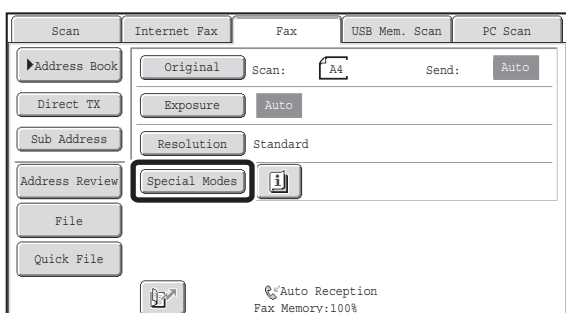 Scan
Internet Fax
Fax
USB Mem. Scan
PC Scan
Address Book
Original
Scan:
A4
Send:
Auto
Direct TX
Exposure
Auto
Sub Address
Resolution
Standard
Address Review
Special Modes
File
Quick File
Auto Reception
Fax Memory:100%